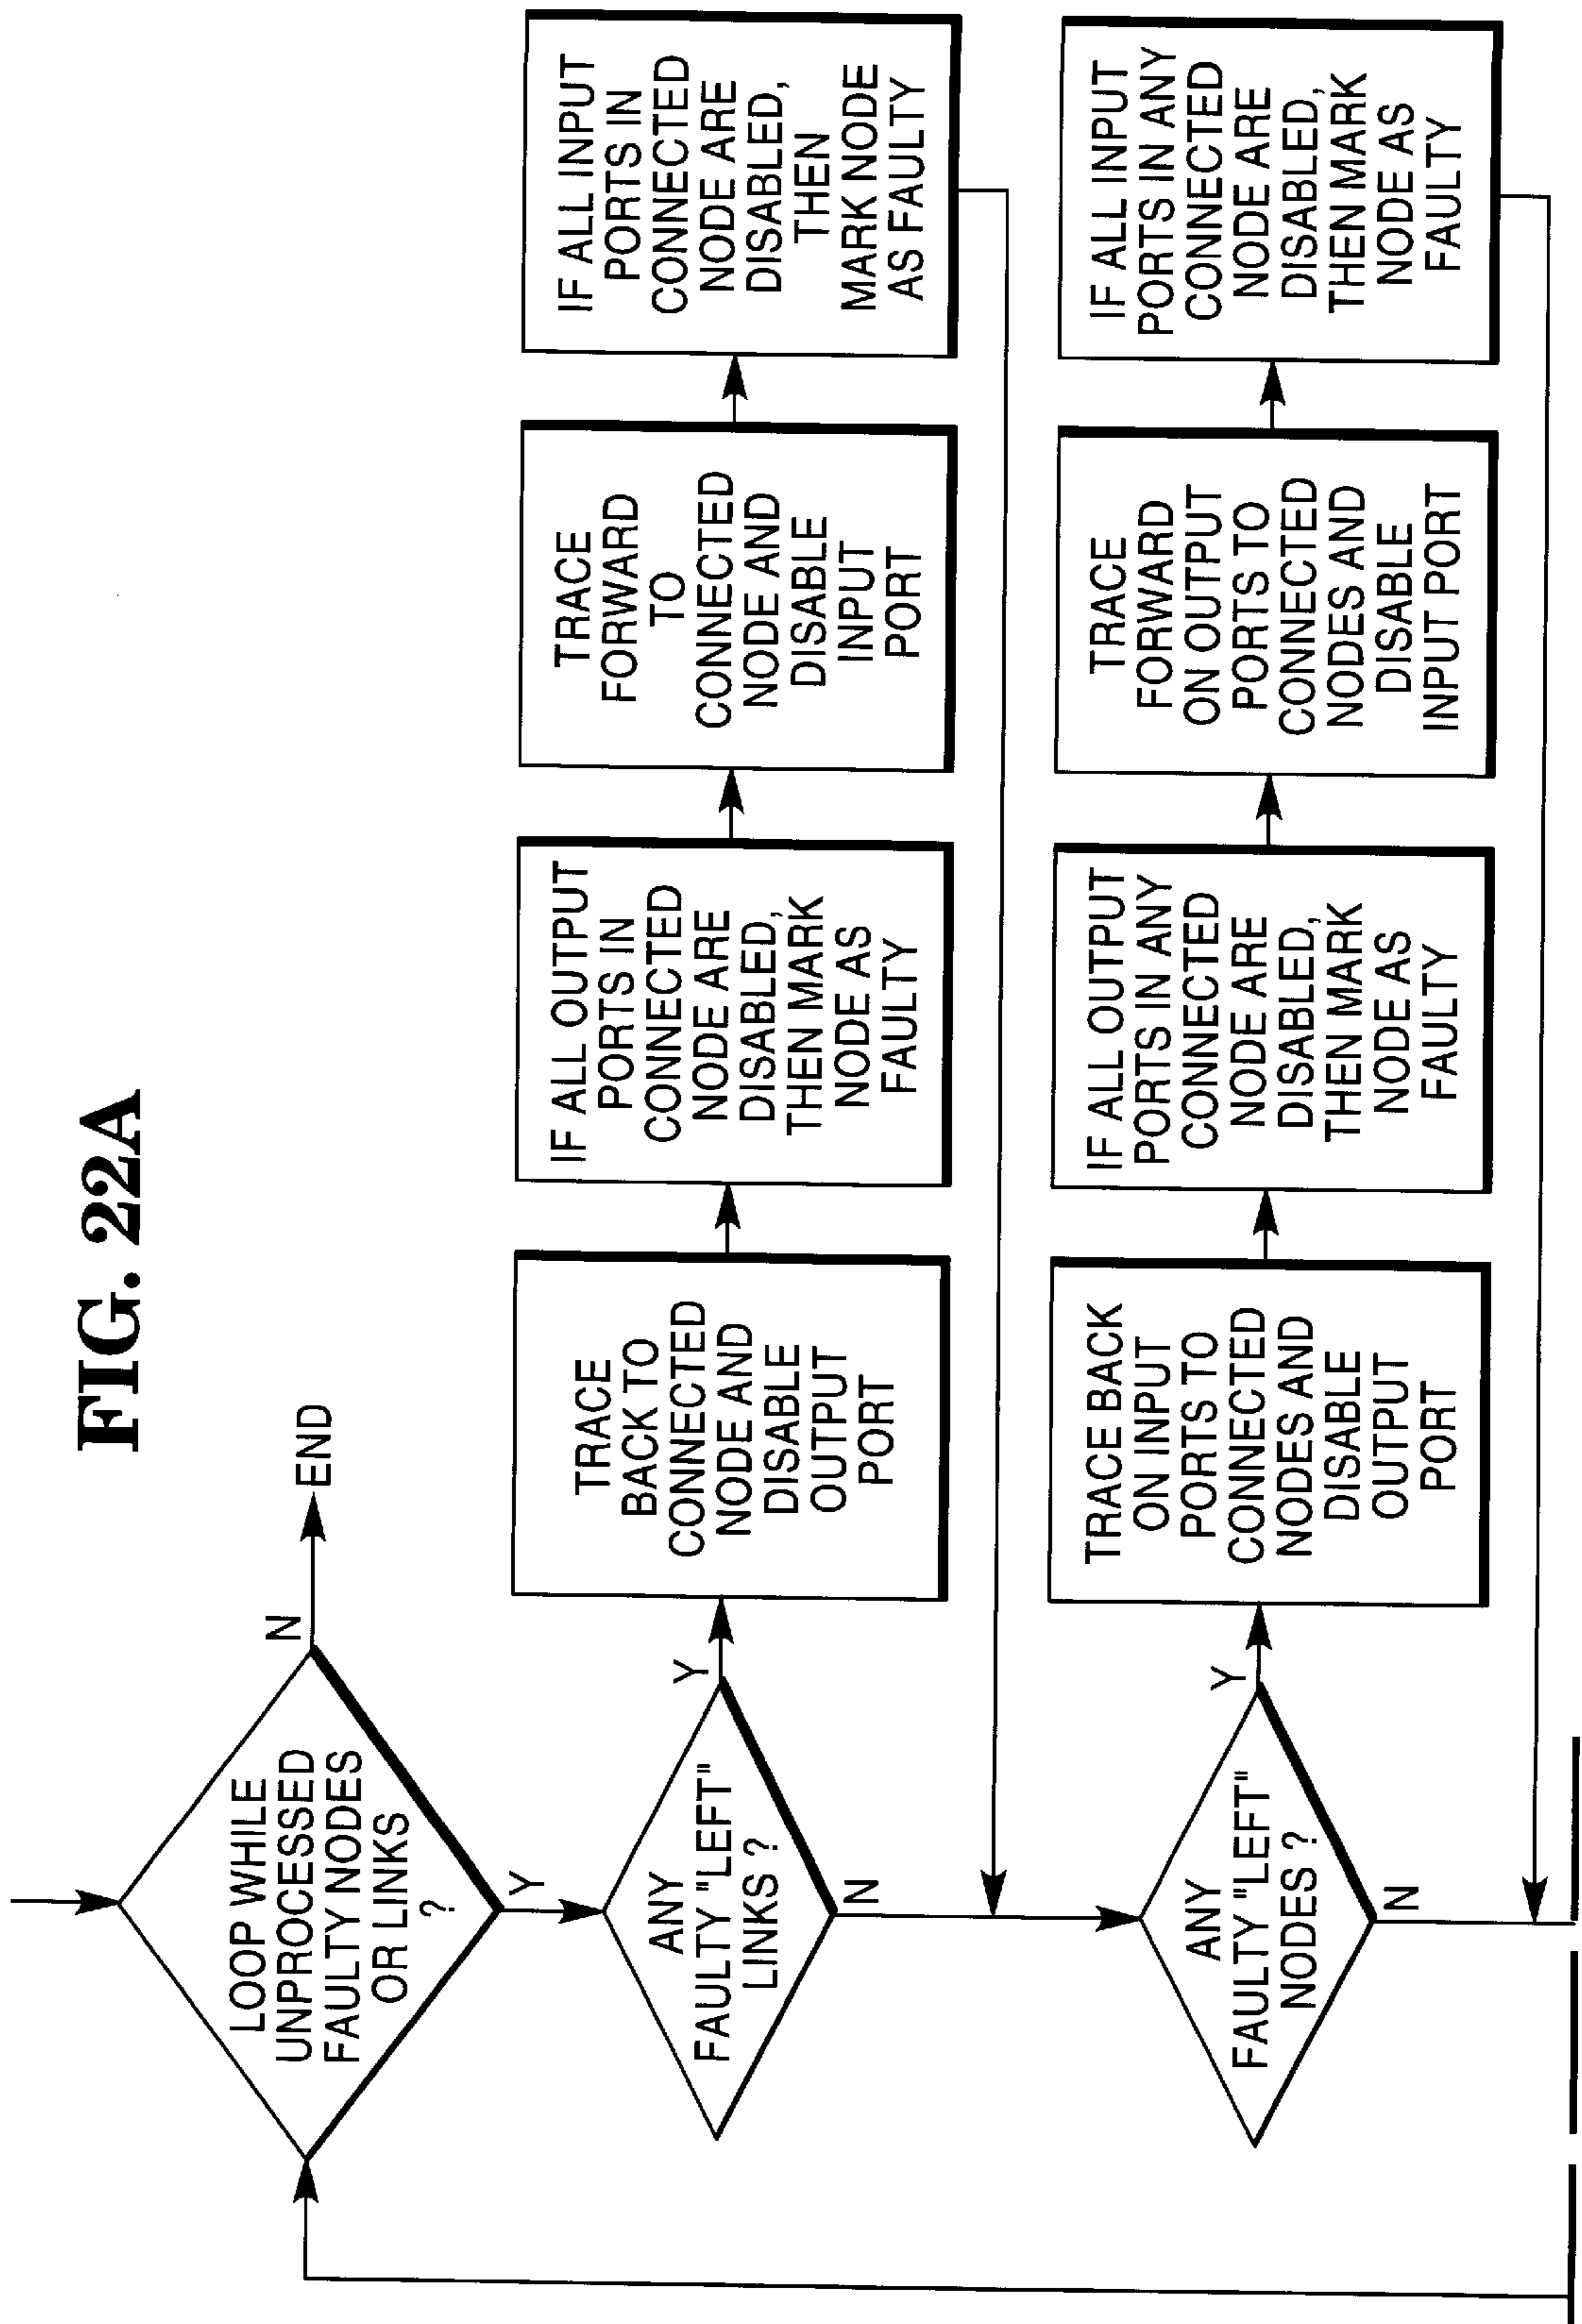 FIG. 22A
LOOP WHILE
UNPROCESSED
FAULTY NODES
OR LINKS
?
N
END
Y
ANY
FAULTY "LEFT"
LINKS ?
Y
N
TRACE
BACK TO
CONNECTED
NODE AND
DISABLE
OUTPUT
PORT
IF ALL OUTPUT
PORTS IN
CONNECTED
NODE ARE
DISABLED,
THEN MARK
NODE AS
FAULTY
TRACE
FORWARD
TO
CONNECTED
NODE AND
DISABLE
INPUT
PORT
IF ALL INPUT
PORTS IN
CONNECTED
NODE ARE
DISABLED,
THEN
MARK NODE
AS FAULTY
ANY
FAULTY "LEFT"
NODES ?
Y
N
TRACE BACK
ON INPUT
PORTS TO
CONNECTED
NODES AND
DISABLE
OUTPUT
PORT
IF ALL OUTPUT
PORTS IN ANY
CONNECTED
NODE ARE
DISABLED,
THEN MARK
NODE AS
FAULTY
TRACE
FORWARD
ON OUTPUT
PORTS TO
CONNECTED
NODES AND
DISABLE
INPUT PORT
IF ALL INPUT
PORTS IN ANY
CONNECTED
NODE ARE
DISABLED,
THEN MARK
NODE AS
FAULTY